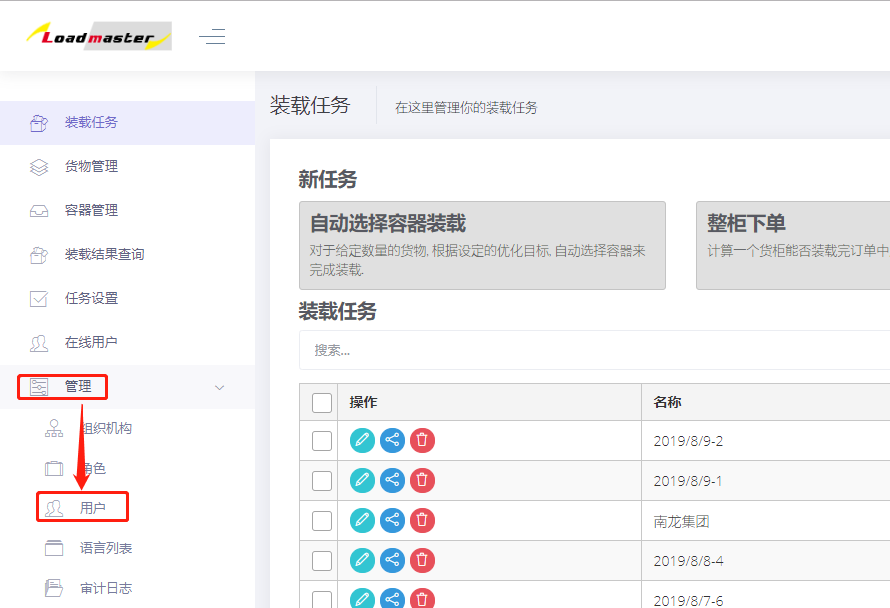 Loadmaster
装载任务
货物管理
容器管理
装载结果查询
任务设置
在线用户
管理
组织机构
角色
用户
语言列表
审计日志
装载任务
在这里管理你的装载任务
新任务
自动选择容器装载
对于给定数量的货物, 根据设定的优化目标, 自动选择容器来
完成装载.
整柜下单
计算一个货柜能否装载完订单中
装载任务
搜索...
操作 名称
2019/8/9-2
2019/8/9-1
南龙集团
2019/8/8-4
2019/8/7-6